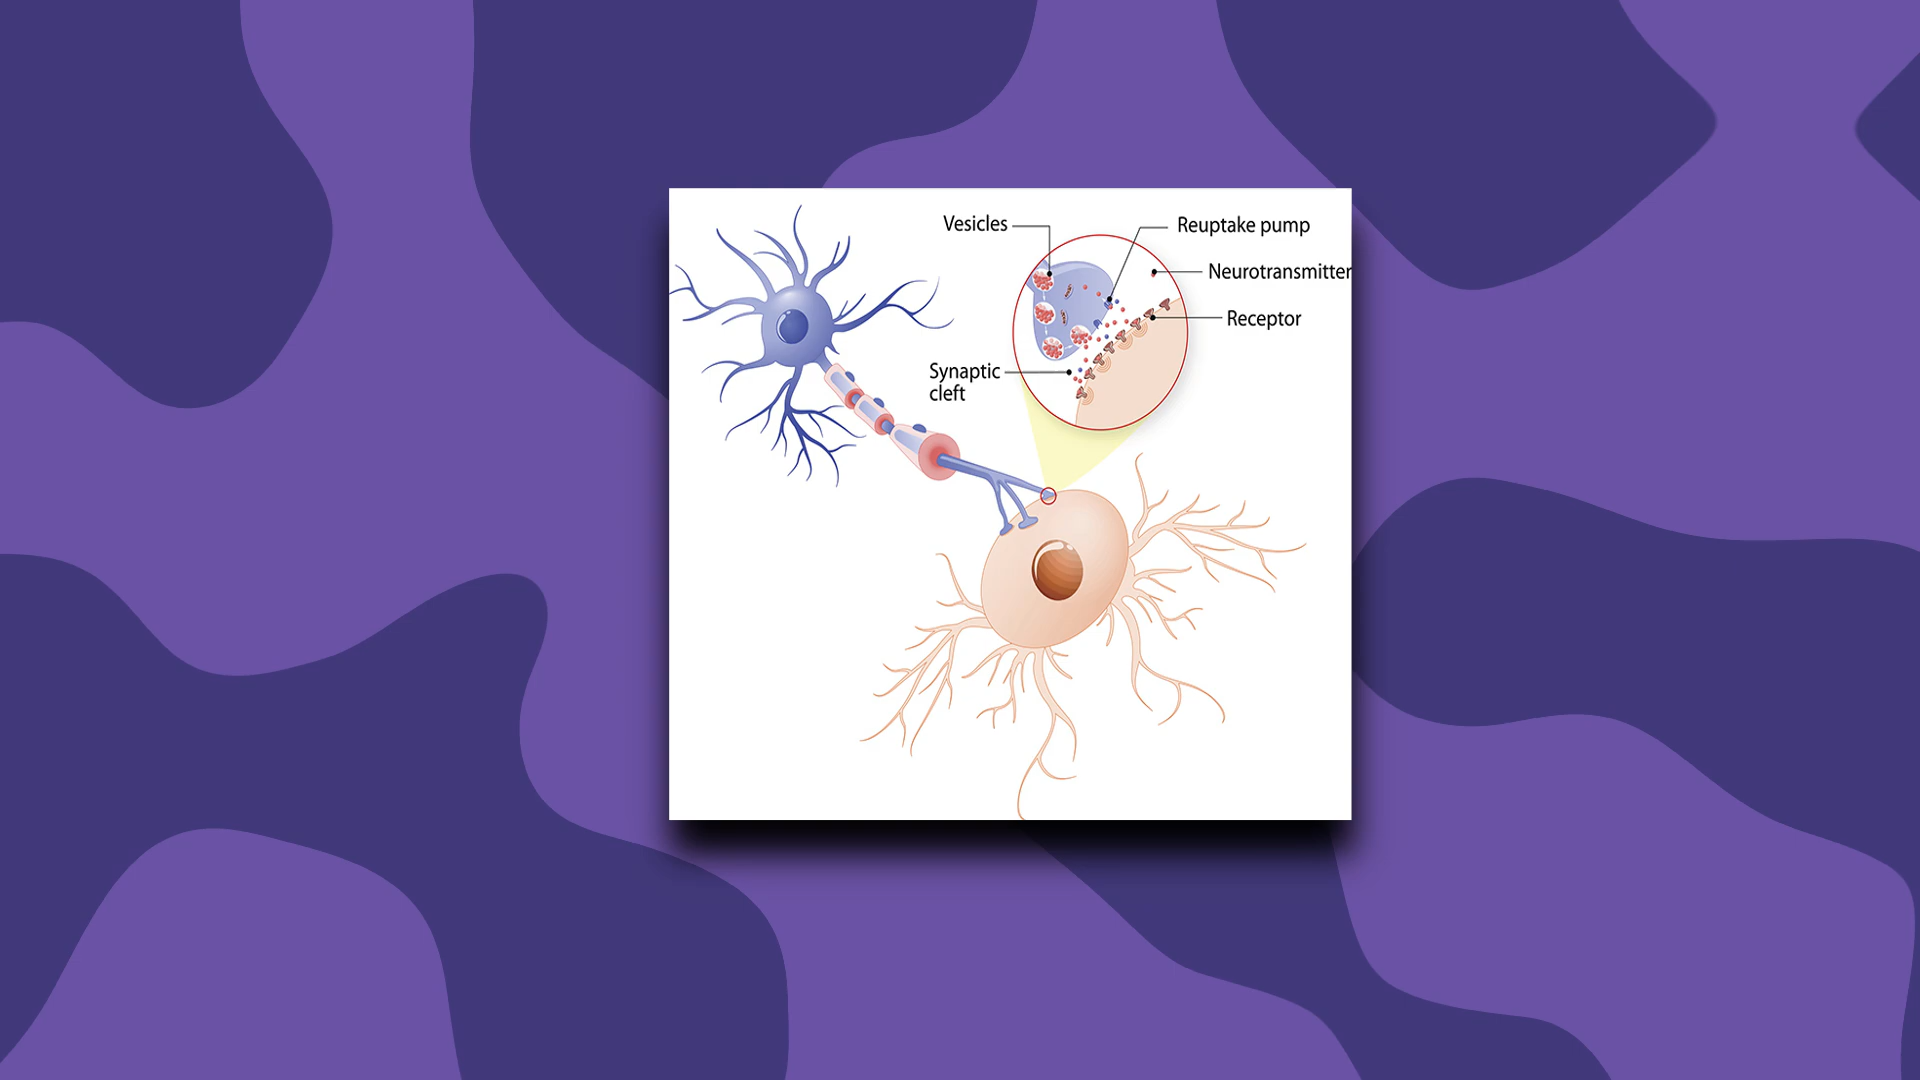 Vesicles
Reuptake pump
Neurotransmitter
Receptor
Synaptic
cleft